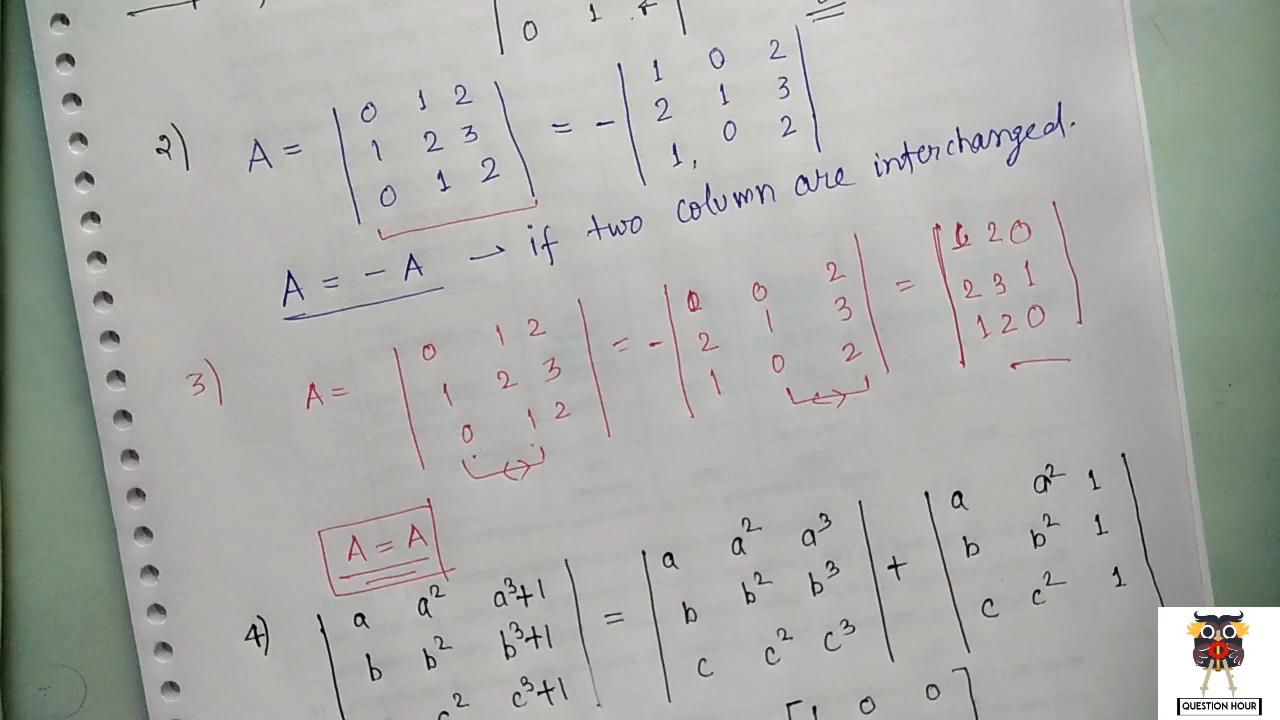 0 1
2) A = | 0 1 2 | = - | 1 0 2 |
| 1 2 3 | | 2 1 3 |
| 0 1 2 | | 1, 0 2 |
A = - A → if two column are interchanged.
3) A = | 0 1 2 | = - | 1 0 2 | = | 1 2 0 |
| 1 2 3 | | 2 1 3 | | 2 3 1 |
| 0 1 2 | | 1 0 2 | | 1 2 0 |
A = A
4) | a a² a³+1 | = | a a² a³ | + | a a² 1 |
| b b² b³+1 | | b b² b³ | | b b² 1 |
c² c³+1 | | c c² c³ | | c c² 1 |
[ 1 0 0 ]
QUESTION HOUR